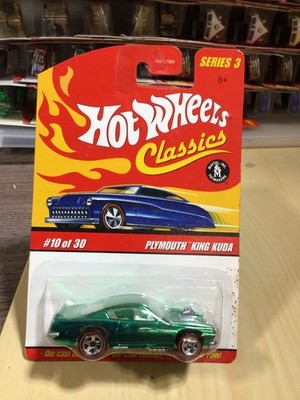 SERIES 3
8+
HOT WHEELS
Classics
#10 of 30
PLYMOUTH KING KUDA